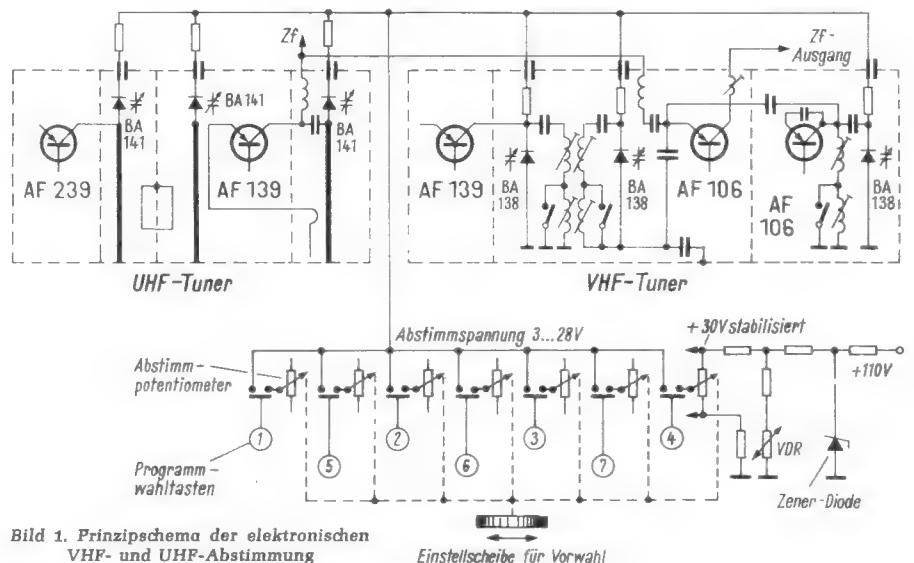 Zf
Zf-
Ausgang
BA 141
BA
141
BA
141
AF 239
AF 139
AF 139
BA
138
BA
138
AF 106
AF
106
BA
138
UHF-Tuner
VHF-Tuner
Abstimmspannung 3...28V
+30V stabilisiert
+110V
Abstimm-
potentiometer
1
5
2
6
3
7
4
VDR
Programm-
wahltasten
Zener-Diode
Bild 1. Prinzipschema der elektronischen
VHF- und UHF-Abstimmung
Einstellscheibe für Vorwahl